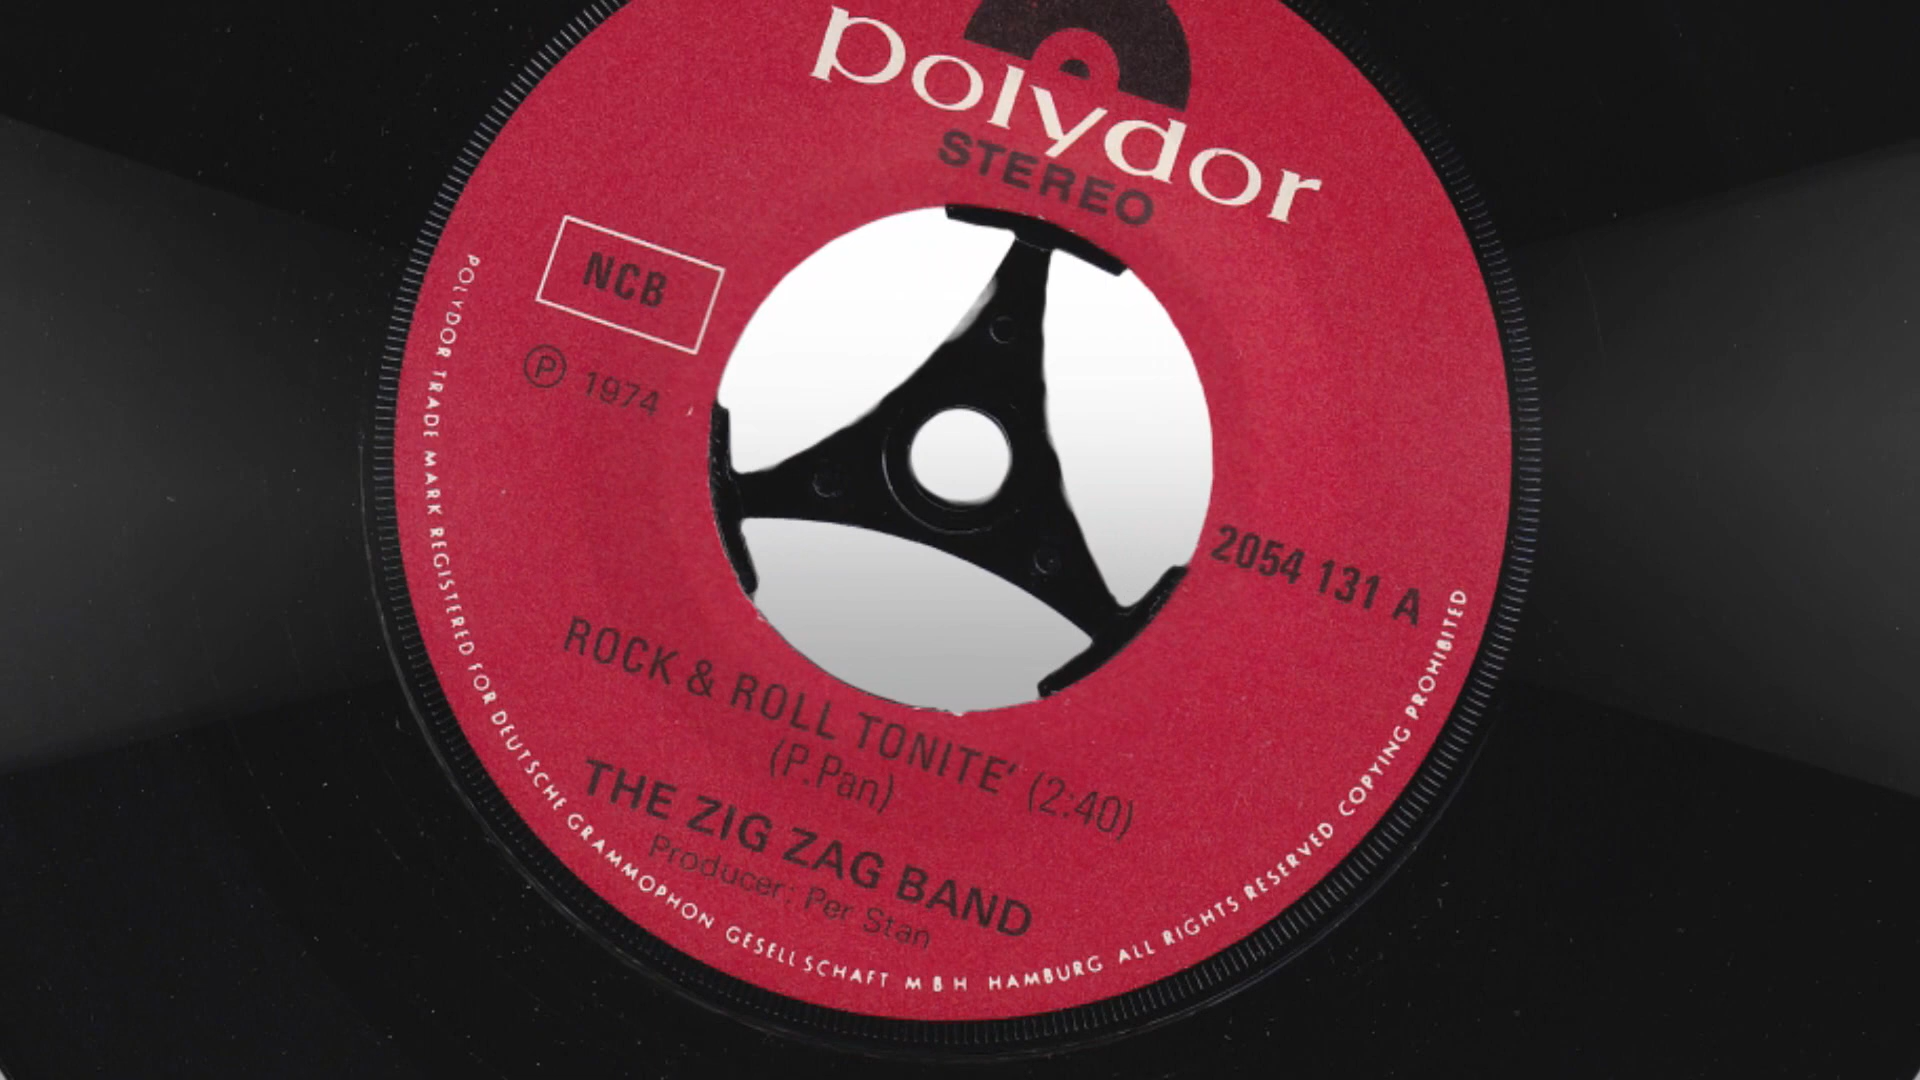 polydor
STEREO
NCB
Ⓟ 1974
2054 131 A
ROCK & ROLL TONITE' (2:40)
(P.Pan)
THE ZIG ZAG BAND
Producer: Per Stan
POLYDOR TRADE MARK REGISTERED FOR DEUTSCHE GRAMMOPHON GESELLSCHAFT MBH HAMBURG ALL RIGHTS RESERVED COPYING PROHIBITED